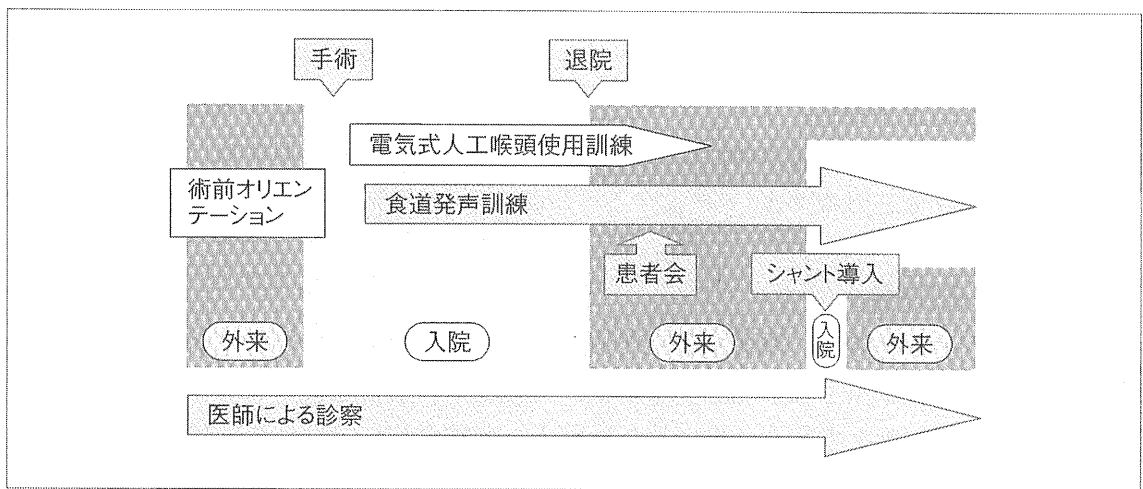 手術
退院
電気式人工喉頭使用訓練
術前オリエン
テーション
食道発声訓練
患者会
シャント導入
外来
入院
外来
入院
外来
医師による診察